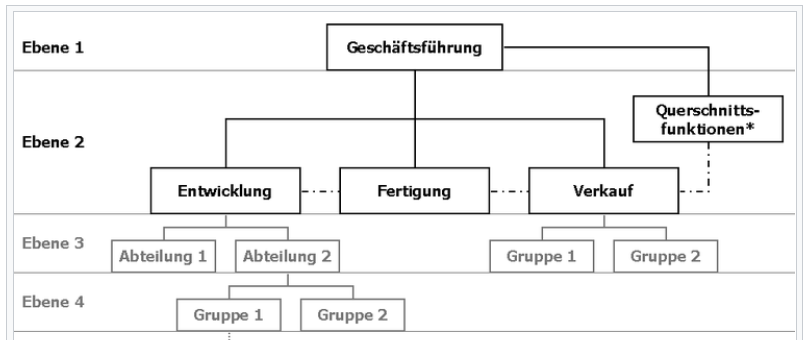 Ebene 1
Geschäftsführung
Querschnitts-
funktionen*
Ebene 2
Entwicklung
Fertigung
Verkauf
Ebene 3
Abteilung 1
Abteilung 2
Gruppe 1
Gruppe 2
Ebene 4
Gruppe 1
Gruppe 2